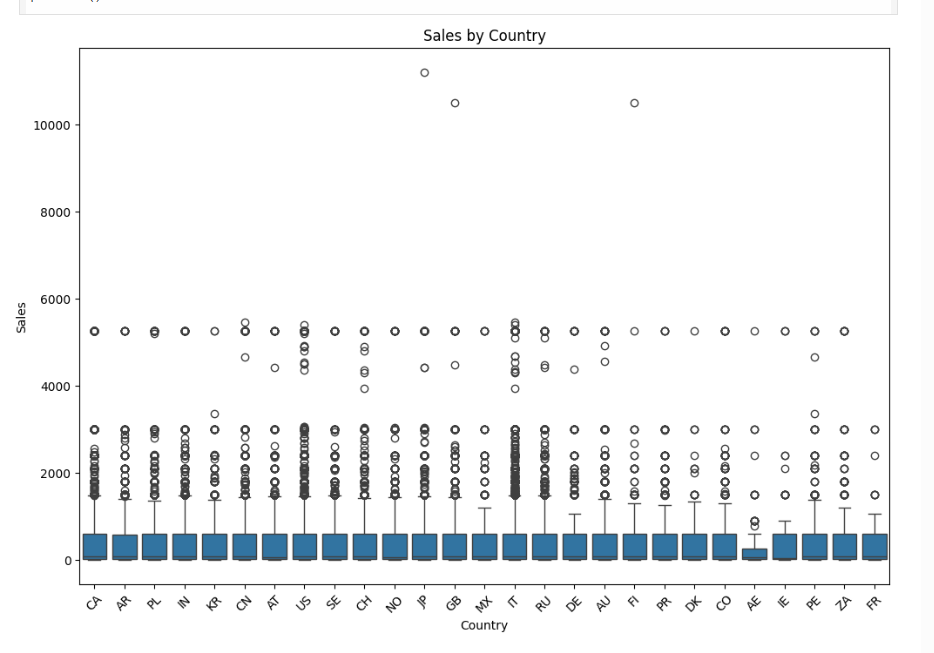 Sales by Country
10000
8000
6000
4000
2000
0
Sales
CA AR PL IN KR CN AT US SE CH NO JP GB MX IT RU DE AU FI PR DK CO AE IE PE ZA FR
Country